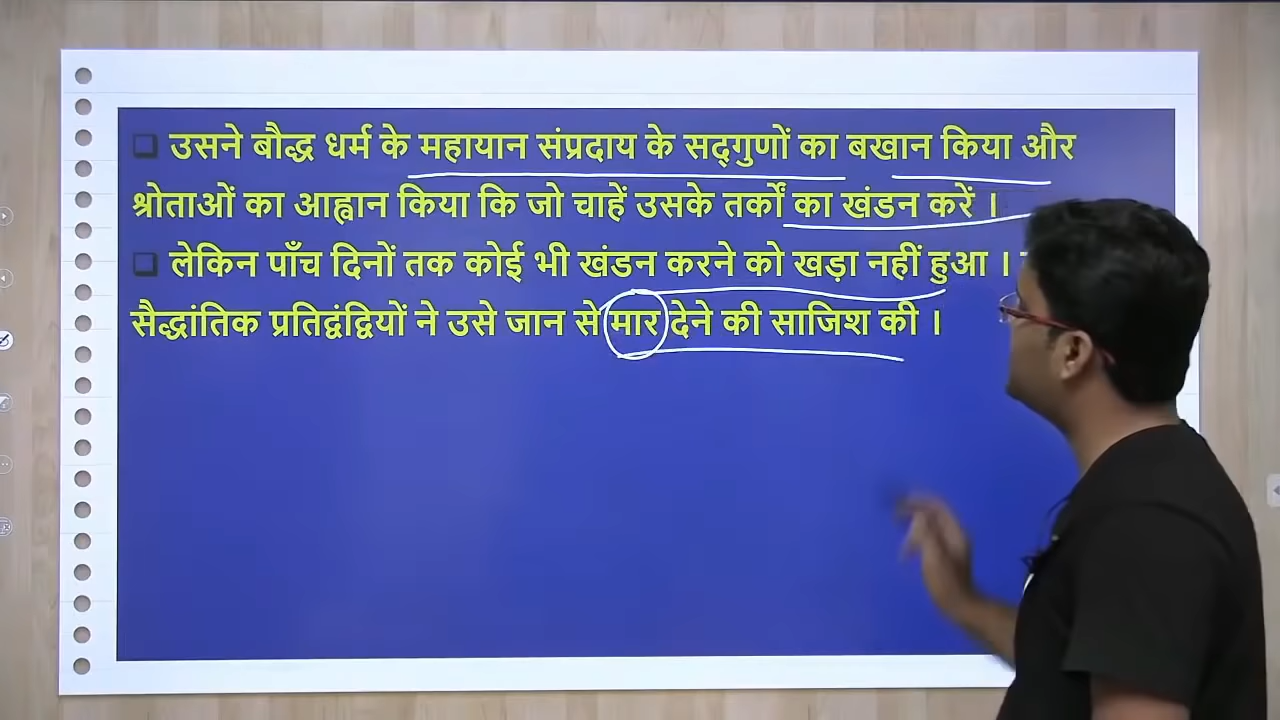 ❑ उसने बौद्ध धर्म के महायान संप्रदाय के सद्‌गुणों का बखान किया और
श्रोताओं का आह्वान किया कि जो चाहें उसके तर्कों का खंडन करें ।
❑ लेकिन पाँच दिनों तक कोई भी खंडन करने को खड़ा नहीं हुआ ।
सैद्धांतिक प्रतिद्वंद्वियों ने उसे जान से मार देने की साजिश की ।